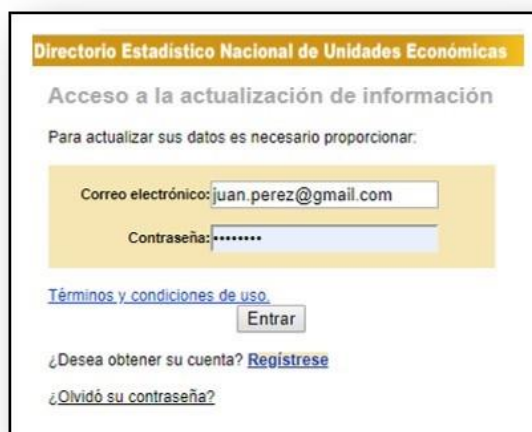 Directorio Estadístico Nacional de Unidades Económicas
Acceso a la actualización de información
Para actualizar sus datos es necesario proporcionar:
Correo electrónico: juan.perez@gmail.com
Contraseña: ••••••••
Términos y condiciones de uso.
Entrar
¿Desea obtener su cuenta? Regístrese
¿Olvidó su contraseña?